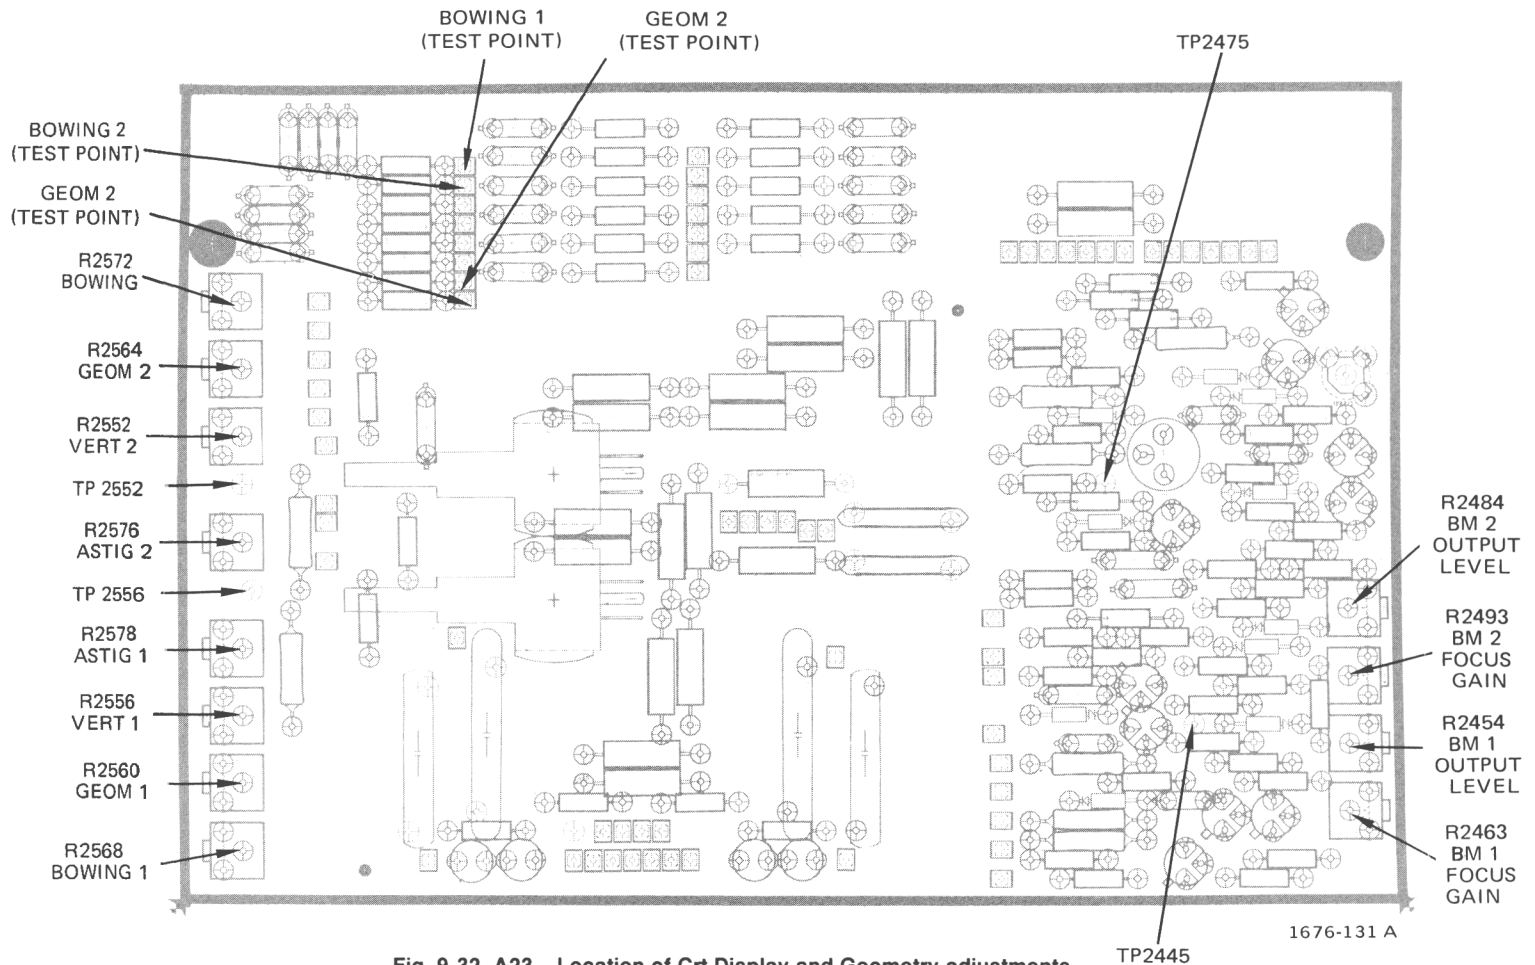 BOWING 1
(TEST POINT)
GEOM 2
(TEST POINT)
TP2475
BOWING 2
(TEST POINT)
GEOM 2
(TEST POINT)
R2572
BOWING
R2564
GEOM 2
R2552
VERT 2
TP 2552
R2576
ASTIG 2
TP 2556
R2578
ASTIG 1
R2556
VERT 1
R2560
GEOM 1
R2568
BOWING 1
R2484
BM 2
OUTPUT
LEVEL
R2493
BM 2
FOCUS
GAIN
R2454
BM 1
OUTPUT
LEVEL
R2463
BM 1
FOCUS
GAIN
1676-131 A
TP2445
Fig. 9-32. A23—Location of Crt Display and Geometry adjustments